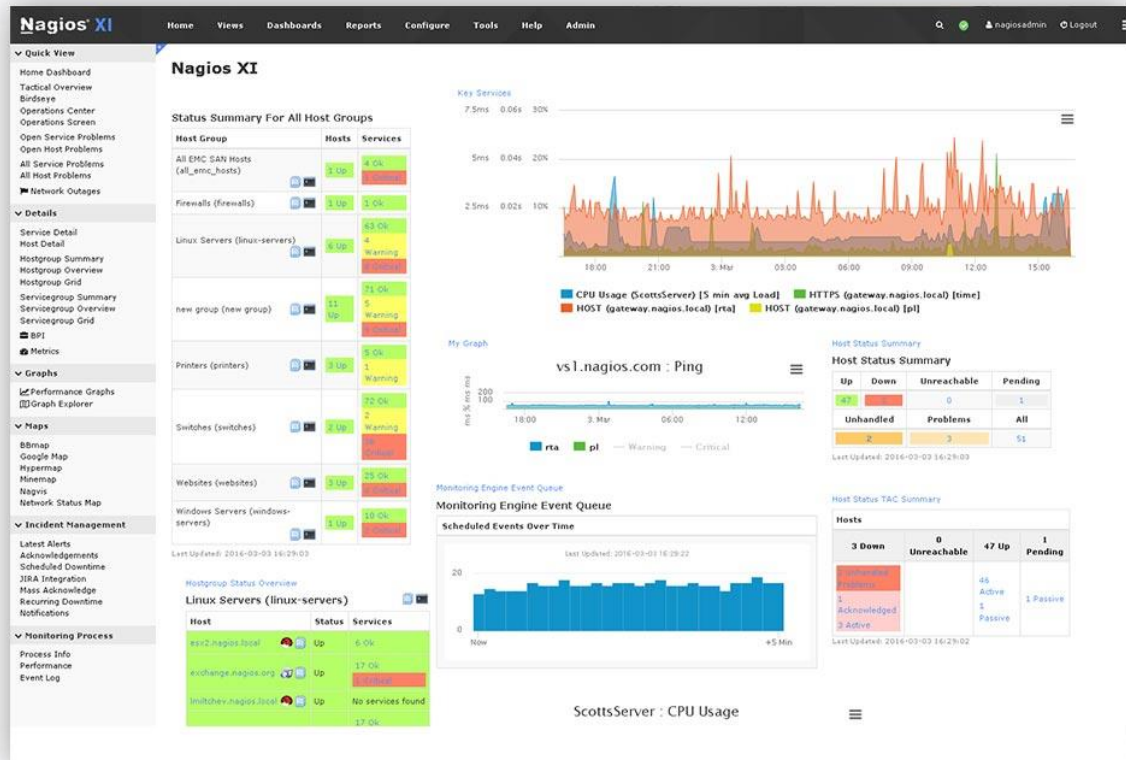 Nagios® XI
Home Views Dashboards Reports Configure Tools Help Admin
nagiosadmin Logout
Quick View
Home Dashboard
Tactical Overview
Birdseye
Operations Center
Operations Screen
Open Service Problems
Open Host Problems
All Service Problems
All Host Problems
Network Outages
Details
Service Detail
Host Detail
Hostgroup Summary
Hostgroup Overview
Hostgroup Grid
Servicegroup Summary
Servicegroup Overview
Servicegroup Grid
BPI
Metrics
Graphs
Performance Graphs
Graph Explorer
Maps
BBmap
Google Map
Hypermap
Minemap
Nagvis
Network Status Map
Incident Management
Latest Alerts
Acknowledgements
Scheduled Downtime
JIRA Integration
Mass Acknowledge
Recurring Downtime
Notifications
Monitoring Process
Process Info
Performance
Event Log
Nagios XI
Status Summary For All Host Groups
Host Group Hosts Services
All EMC SAN Hosts
(all_emc_hosts)
1 Up
4 Ok
Critical
Firewalls (firewalls) 1 Up 1 Ok
Linux Servers (linux-servers)
6 Up
63 Ok
4
Warning
Critical
new group (new group)
11
Up
71 Ok
5
Warning
Critical
Printers (printers)
3 Up
5 Ok
1
Warning
Switches (switches)
2 Up
72 Ok
2
Warning
Critical
Websites (websites)
3 Up
25 Ok
Critical
Windows Servers (windows-
servers)
1 Up
10 Ok
Critical
Last Updated: 2016-03-03 16:29:03
Hostgroup Status Overview
Linux Servers (linux-servers)
Host Status Services
esx2.nagios.local Up 6 Ok
exchange.nagios.org Up
17 Ok
1 Critical
lmiltchev.nagios.local Up No services found
17 Ok
Key Services
7.5ms 0.06s 30%
5ms 0.04s 20%
2.5ms 0.02s 10%
18:00 21:00 3. Mar 03:00 06:00 09:00 12:00 15:00
CPU Usage (ScottsServer) [5 min avg Load]
HTTPS (gateway.nagios.local) [time]
HOST (gateway.nagios.local) [rta]
HOST (gateway.nagios.local) [pl]
My Graph
vs1.nagios.com : Ping
ms % ms ms
200
100
18:00 3. Mar 06:00 12:00
rta pl Warning Critical
Monitoring Engine Event Queue
Monitoring Engine Event Queue
Scheduled Events Over Time
Last Updated: 2016-03-03 16:29:22
20
0
Now +5 Min
ScottsServer : CPU Usage
Host Status Summary
Host Status Summary
Up Down Unreachable Pending
47 0 1
Unhandled Problems All
2 3 51
Last Updated: 2016-03-03 16:29:03
Host Status TAC Summary
Hosts
3 Down
0
Unreachable
47 Up
1
Pending
2 Unhandled
Problems
1
Acknowledged
3 Active
46
Active
1
Passive
1 Passive
Last Updated: 2016-03-03 16:29:02